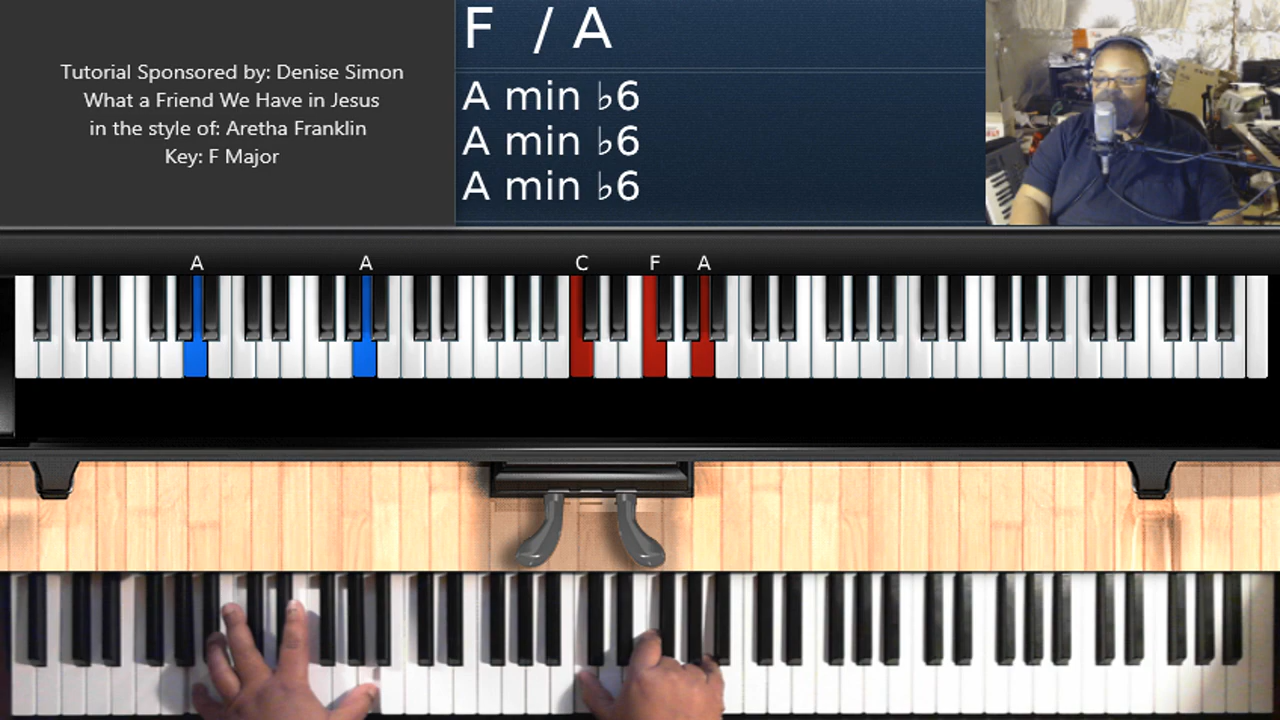 Tutorial Sponsored by: Denise Simon
What a Friend We Have in Jesus
in the style of: Aretha Franklin
Key: F Major
F / A
A min ♭6
A min ♭6
A min ♭6
A A C F A